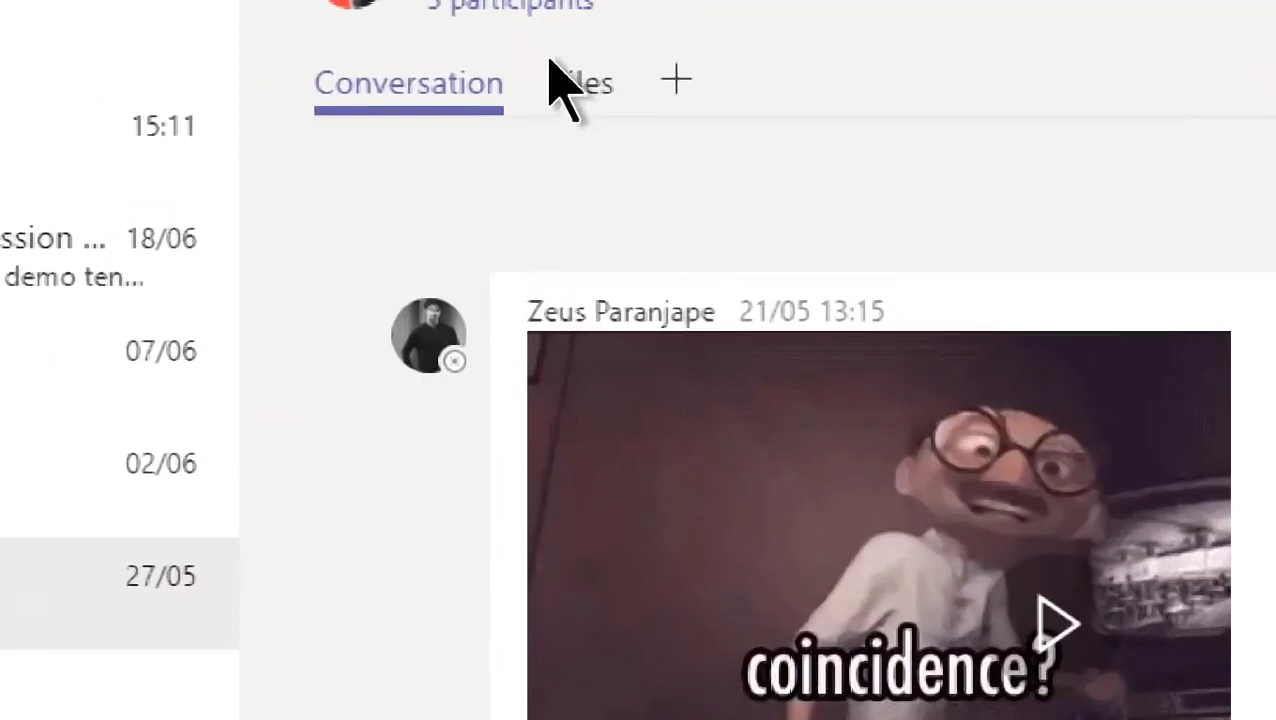 participants
Conversation
15:11
ssion ... 18/06
demo ten...
07/06
02/06
27/05
Zeus Paranjape 21/05 13:15
coincidence?